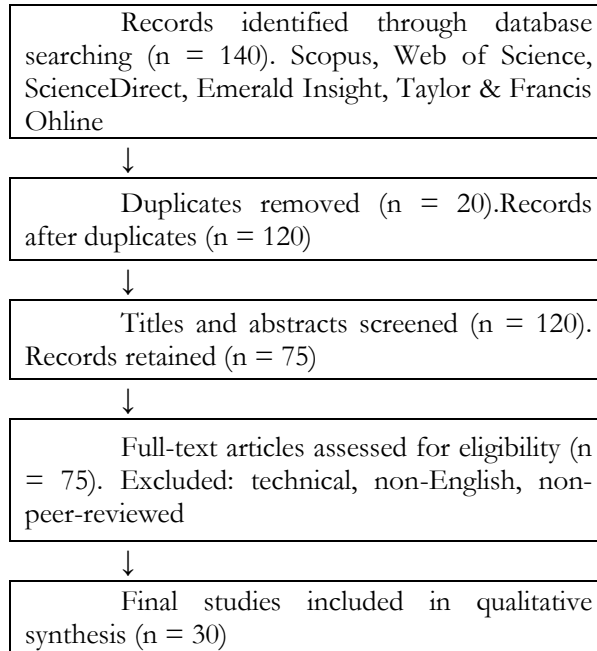 Records identified through database
searching (n = 140). Scopus, Web of Science,
ScienceDirect, Emerald Insight, Taylor & Francis
Ohline
↓
Duplicates removed (n = 20).Records
after duplicates (n = 120)
↓
Titles and abstracts screened (n = 120).
Records retained (n = 75)
↓
Full-text articles assessed for eligibility (n
= 75). Excluded: technical, non-English, non-
peer-reviewed
↓
Final studies included in qualitative
synthesis (n = 30)